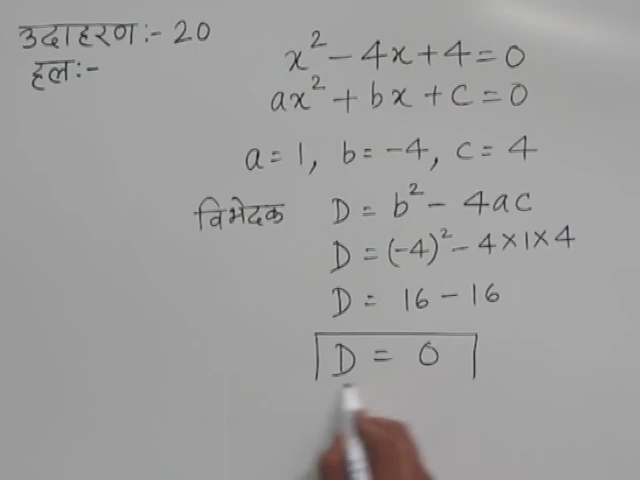 उदाहरण:- 20
हल:-
x² - 4x + 4 = 0
ax² + bx + c = 0
a = 1, b = -4, c = 4
विभेदक D = b² - 4ac
D = (-4)² - 4 × 1 × 4
D = 16 - 16
D = 0